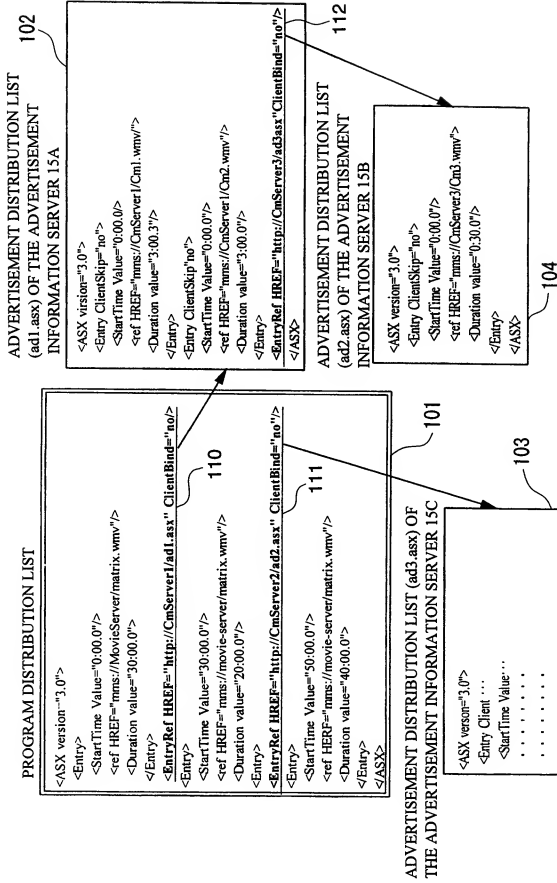 PROGRAM DISTRIBUTION LIST
<ASX version="3.0">
<Entry>
<StartTime Value="0:00.0"/>
<ref HREF="mms://MovieServer/matrix.wmv"/>
<Duration value="30:00.0"/>
</Entry>
<EntryRef HREF="http://CmServer1/ad1.asx" ClientBind="no/>
<Entry>
<StartTime Value="30:00.0"/>
<ref HREF="mms://movie-server/matrix.wmv"/>
<Duration value="20:00.0"/>
<Entry>
<EntryRef HREF="http://CmServer2/ad2.asx" ClientBind="no"/>
<Entry>
<StartTime Value="50:00.0"/>
<ref HERF="mms://movie-server/matrix.wmv"/>
<Duration value="40:00.0"/>
</Entry>
</ASX>
110
111
101
ADVERTISEMENT DISTRIBUTION LIST
(ad1.asx) OF THE ADVERTISEMENT
INFORMATION SERVER 15A
102
<ASX version="3.0">
<Entry ClientSkip="no">
<StartTime Value="0:00.0/>
<ref HREF="mms://CmServer1/Cm1.wmv/">
<Duration value="3:00.3"/>
</Entry>
<Entry ClientSkip"no">
<StartTime Value="0:00.0"/>
<ref HREF="mms://CmServer1/Cm2.wmv"/>
<Duration value="3:00.0"/>
</Entry>
<EntryRef HREF="http://CmServer3/ad3asx"ClientBind="no"/>
</ASX>
112
ADVERTISEMENT DISTRIBUTION LIST
(ad2.asx) OF THE ADVERTISEMENT
INFORMATION SERVER 15B
<ASX version="3.0">
<Entry ClientSkip="no">
<StartTime Value="0:00.0"/>
<ref HREF="mms://CmServer3/Cm3.wmv">
<Duration value"0:30.0"/>
</Entry>
</ASX>
104
ADVERTISEMENT DISTRIBUTION LIST (ad3.asx) OF
THE ADVERTISEMENT INFORMATION SERVER 15C
103
<ASX verson="3.0">
<Entry Client ···
<StartTime Value···